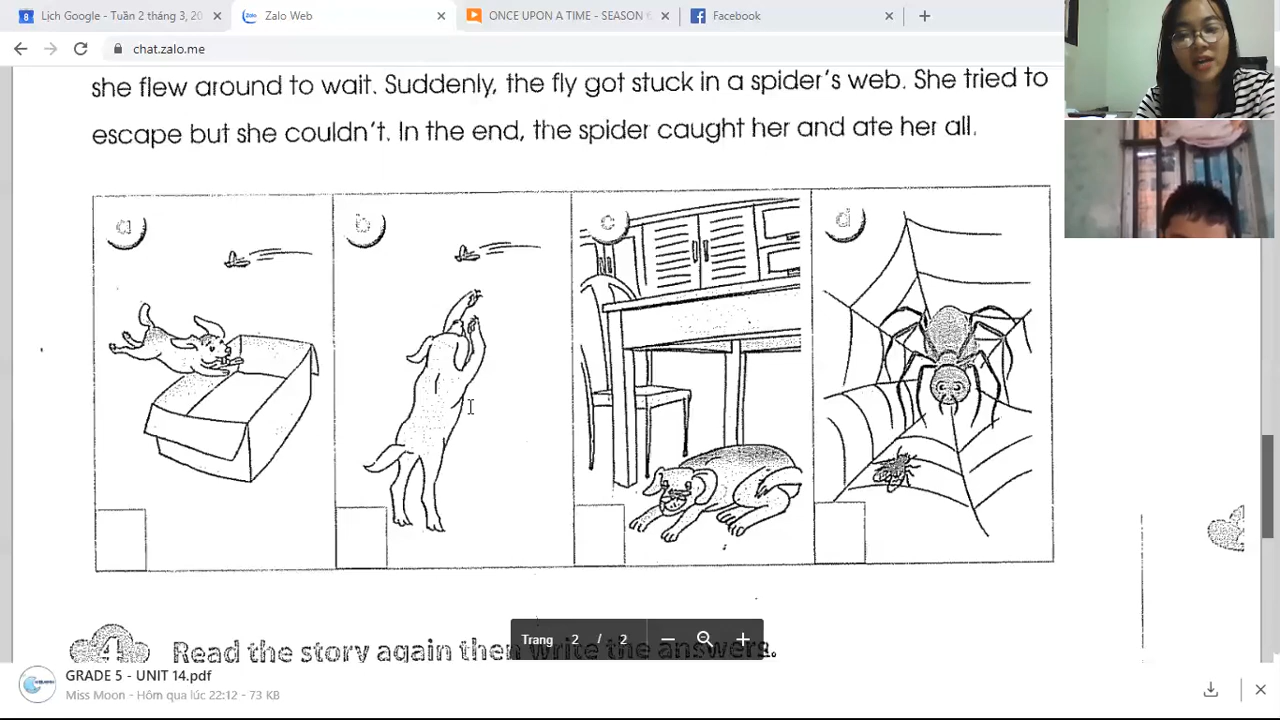 Lịch Google - Tuần 2 tháng 3, 20
Zalo Web
ONCE UPON A TIME - SEASON
Facebook
chat.zalo.me
she flew around to wait. Suddenly, the fly got stuck in a spider's web. She tried to
escape but she couldn't. In the end, the spider caught her and ate her all.
a
b
c
d
4 Read the story again then write the answers.
Trang 2 / 2
GRADE 5 - UNIT 14.pdf
Miss Moon - Hôm qua lúc 22:12 - 73 KB